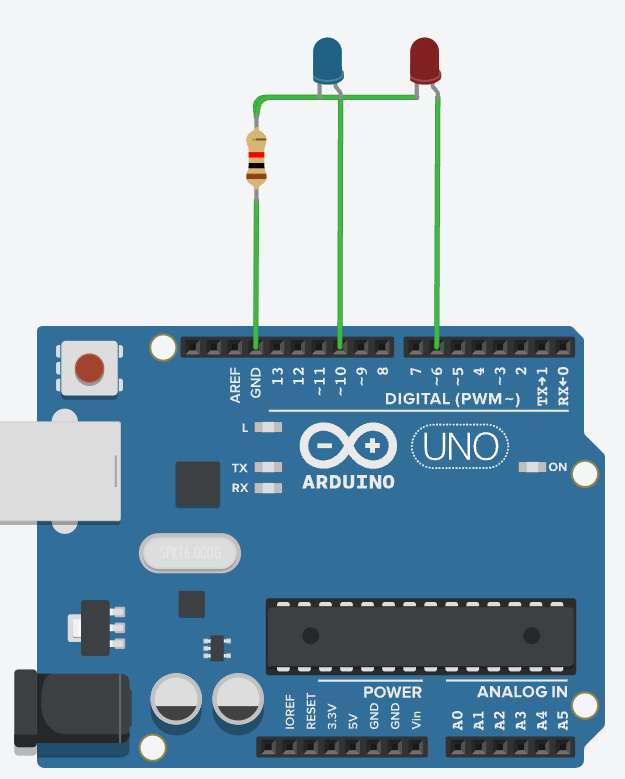 AREF
GND
13
12
~11
~10
~9
8
7
~6
~5
4
~3
2
TX→1
RX←0
DIGITAL (PWM~)
L
TX
RX
UNO
ON
ARDUINO
SPK16.000G
POWER
ANALOG IN
IOREF
RESET
3.3V
5V
GND
GND
Vin
A0
A1
A2
A3
A4
A5